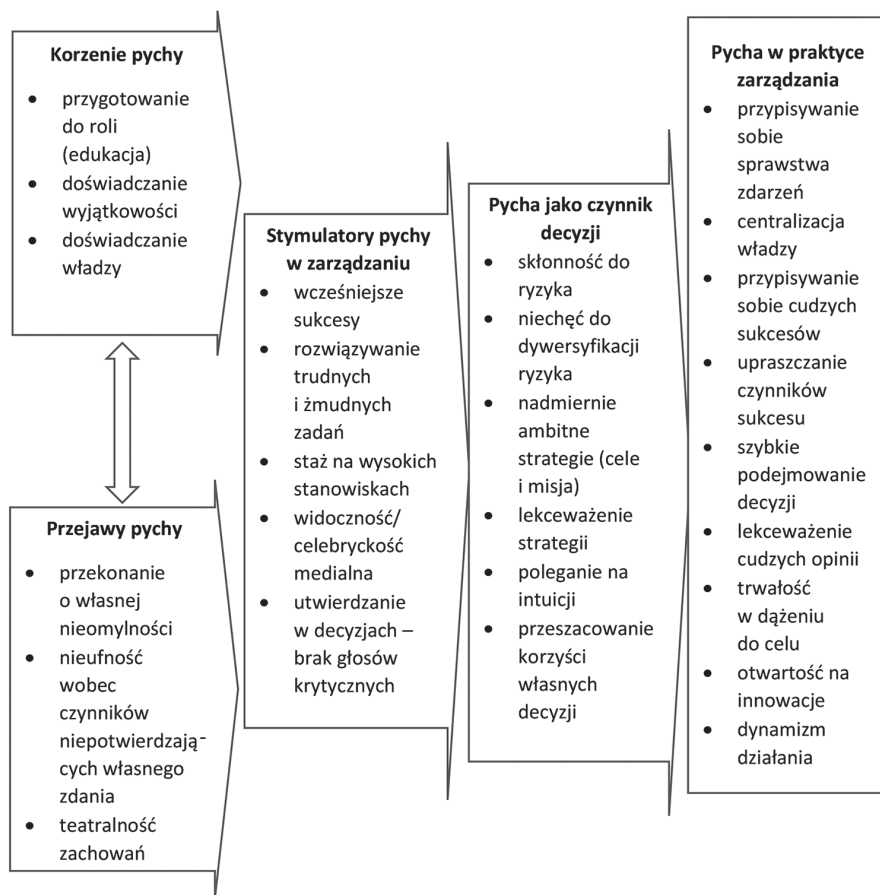 Korzenie pychy
• przygotowanie
do roli
(edukacja)
• doświadczanie
wyjątkowości
• doświadczanie
władzy
Przejawy pychy
• przekonanie
o własnej
nieomylności
• nieufność
wobec
czynników
niepotwierdzają-
cych własnego
zdania
• teatralność
zachowań
Stymulatory pychy
w zarządzaniu
• wcześniejsze
sukcesy
• rozwiązywanie
trudnych
i żmudnych
zadań
• staż na wysokich
stanowiskach
• widoczność/
celebryckość
medialna
• utwierdzanie
w decyzjach –
brak głosów
krytycznych
Pycha jako czynnik
decyzji
• skłonność do
ryzyka
• niechęć do
dywersyfikacji
ryzyka
• nadmiernie
ambitne
strategie (cele
i misja)
• lekceważenie
strategii
• poleganie na
intuicji
• przeszacowanie
korzyści
własnych
decyzji
Pycha w praktyce
zarządzania
• przypisywanie
sobie
sprawstwa
zdarzeń
• centralizacja
władzy
• przypisywanie
sobie cudzych
sukcesów
• upraszczanie
czynników
sukcesu
• szybkie
podejmowanie
decyzji
• lekceważenie
cudzych opinii
• trwałość
w dążeniu
do celu
• otwartość na
innowacje
• dynamizm
działania